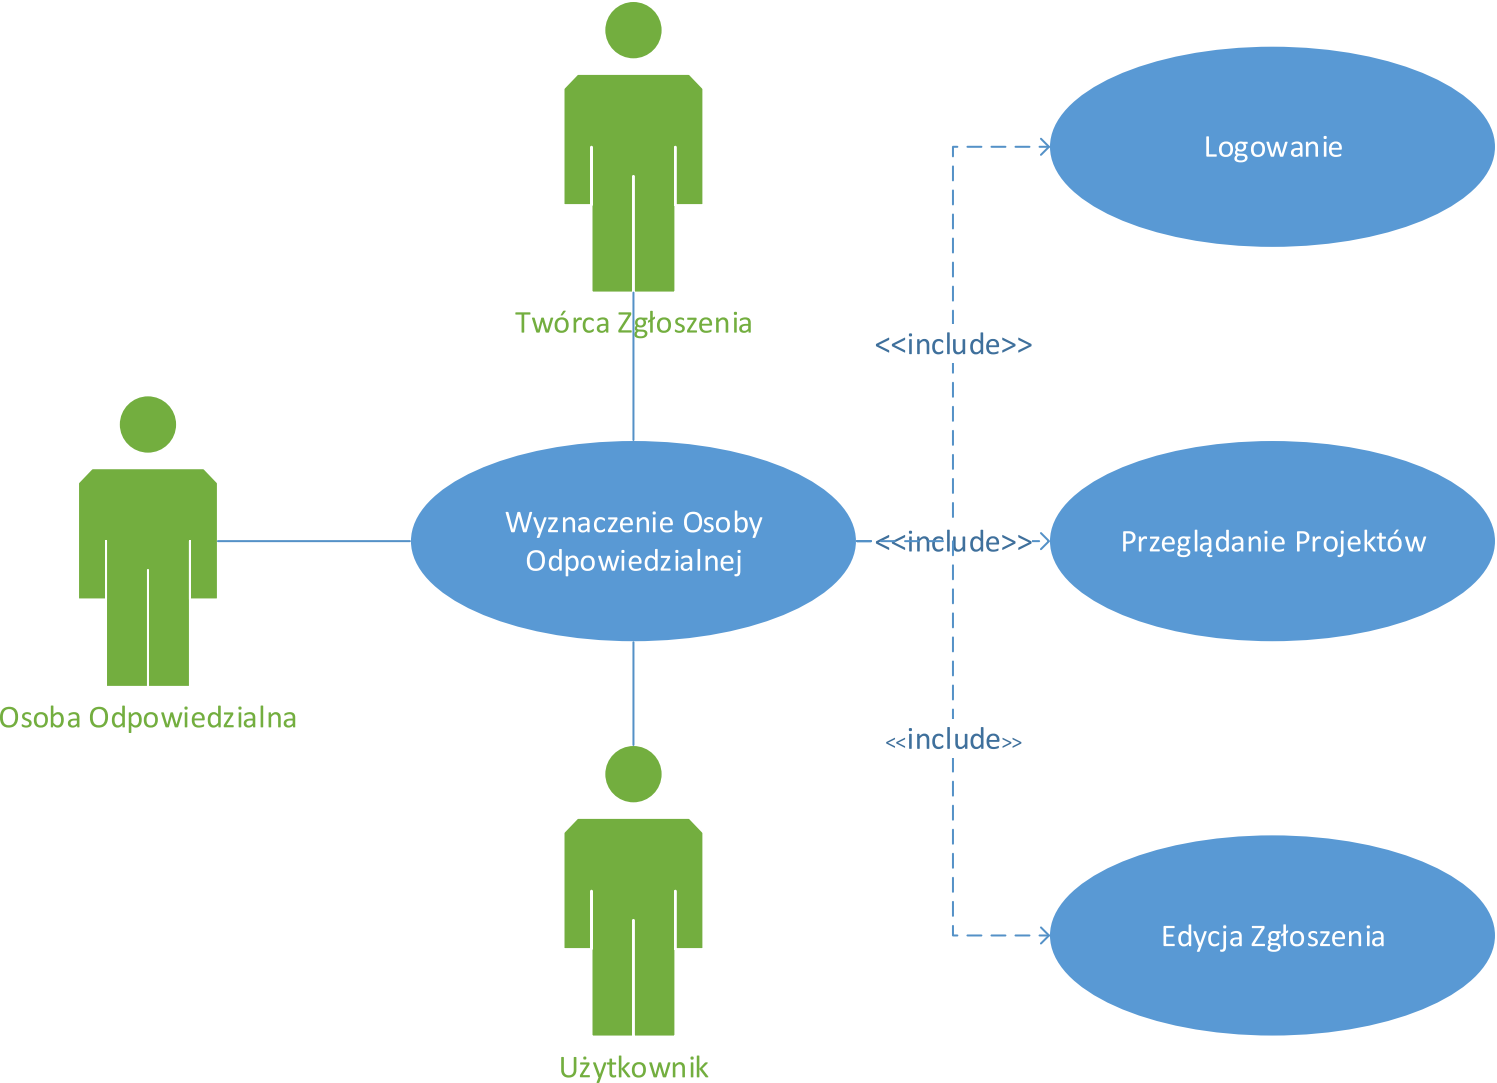 Logowanie
Twórca Zgłoszenia
<<include>>
Wyznaczenie Osoby
Odpowiedzialnej
<<include>>
Przeglądanie Projektów
Osoba Odpowiedzialna
<<include>>
Edycja Zgłoszenia
Użytkownik